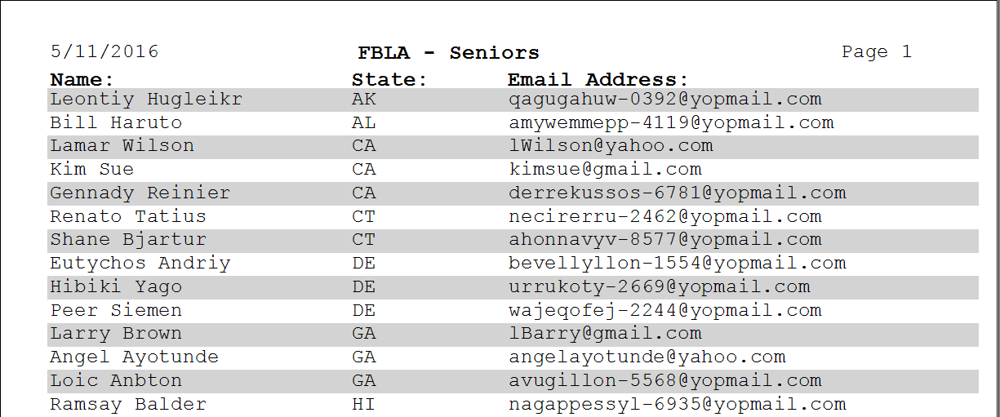 5/11/2016 FBLA - Seniors Page 1
Name: State: Email Address:
Leontiy Hugleikr AK qagugahuw-0392@yopmail.com
Bill Haruto AL amywemmepp-4119@yopmail.com
Lamar Wilson CA lWilson@yahoo.com
Kim Sue CA kimsue@gmail.com
Gennady Reinier CA derrekussos-6781@yopmail.com
Renato Tatius CT necirerru-2462@yopmail.com
Shane Bjartur CT ahonnavyv-8577@yopmail.com
Eutychos Andriy DE bevellyllon-1554@yopmail.com
Hibiki Yago DE urrukoty-2669@yopmail.com
Peer Siemen DE wajeqofej-2244@yopmail.com
Larry Brown GA lBarry@gmail.com
Angel Ayotunde GA angelayotunde@yahoo.com
Loic Anbton GA avugillon-5568@yopmail.com
Ramsay Balder HI nagappessyl-6935@yopmail.com